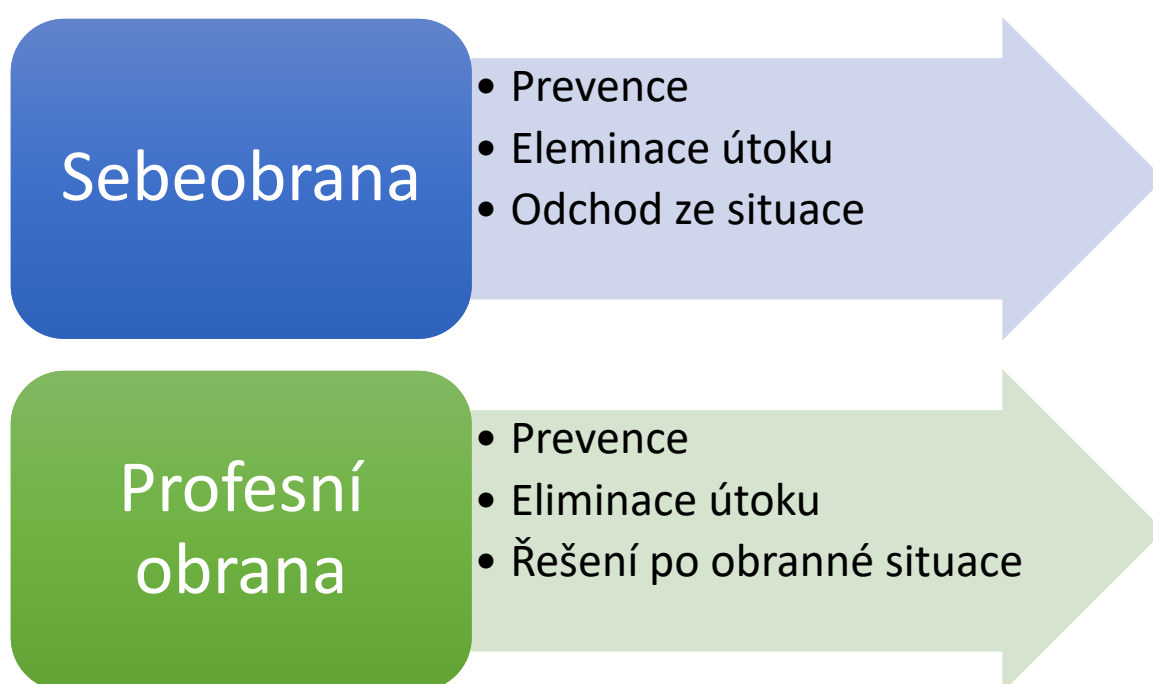 Sebeobrana
• Prevence
• Eleminace útoku
• Odchod ze situace
Profesní
obrana
• Prevence
• Eliminace útoku
• Řešení po obranné situace